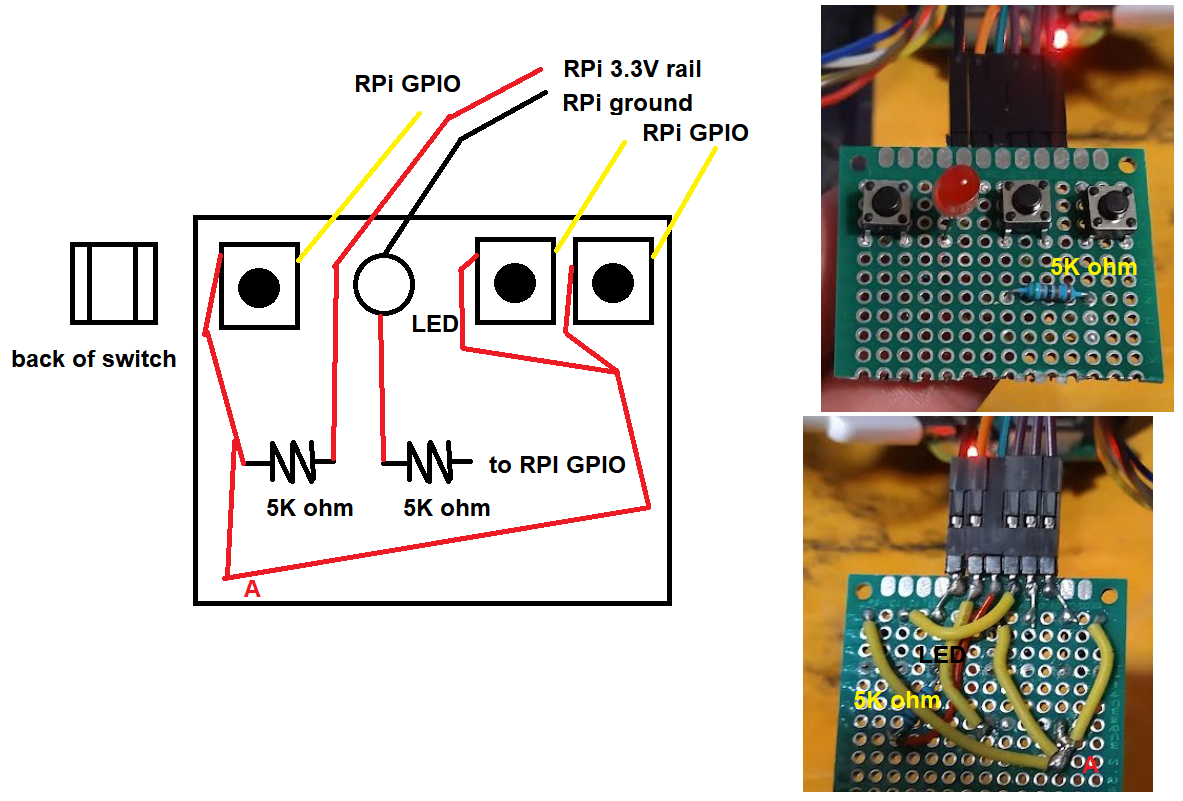 RPi GPIO
RPi 3.3V rail
RPi ground
RPi GPIO
LED
back of switch
to RPI GPIO
5K ohm
5K ohm
A
5K ohm
LED
5K ohm
A